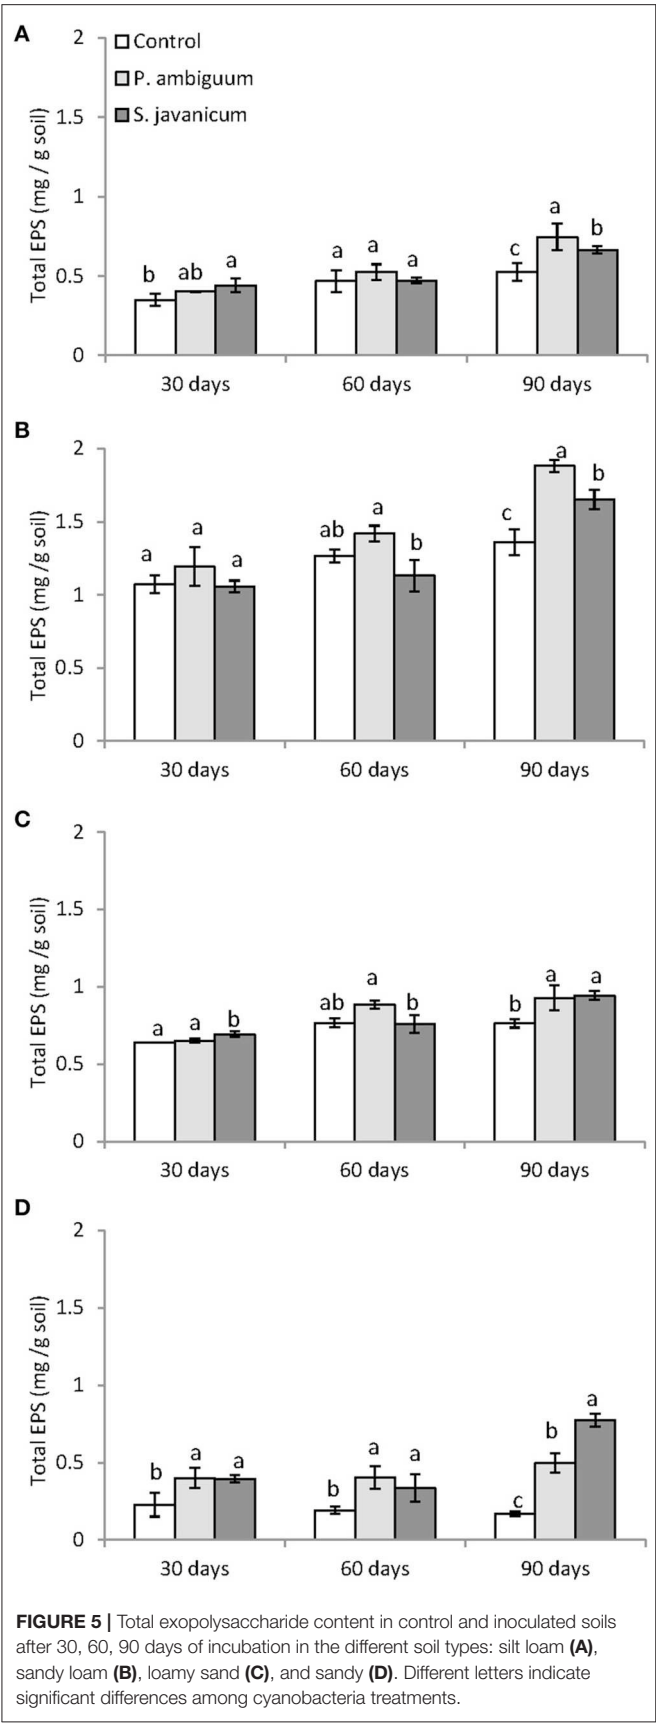 A
2
Control
P. ambiguum
S. javanicum
1.5
1
0.5
0
Total EPS (mg / g soil)
b ab a
a a a
c a b
30 days 60 days 90 days
B
2
1.5
1
0.5
0
Total EPS (mg /g soil)
a a a
ab a b
c a b
30 days 60 days 90 days
C
2
1.5
1
0.5
0
Total EPS (mg /g soil)
a a b
ab a b
b a a
30 days 60 days 90 days
D
2
1.5
1
0.5
0
Total EPS (mg /g soil)
b a a
b a a
c b a
30 days 60 days 90 days
FIGURE 5 | Total exopolysaccharide content in control and inoculated soils
after 30, 60, 90 days of incubation in the different soil types: silt loam (A),
sandy loam (B), loamy sand (C), and sandy (D). Different letters indicate
significant differences among cyanobacteria treatments.